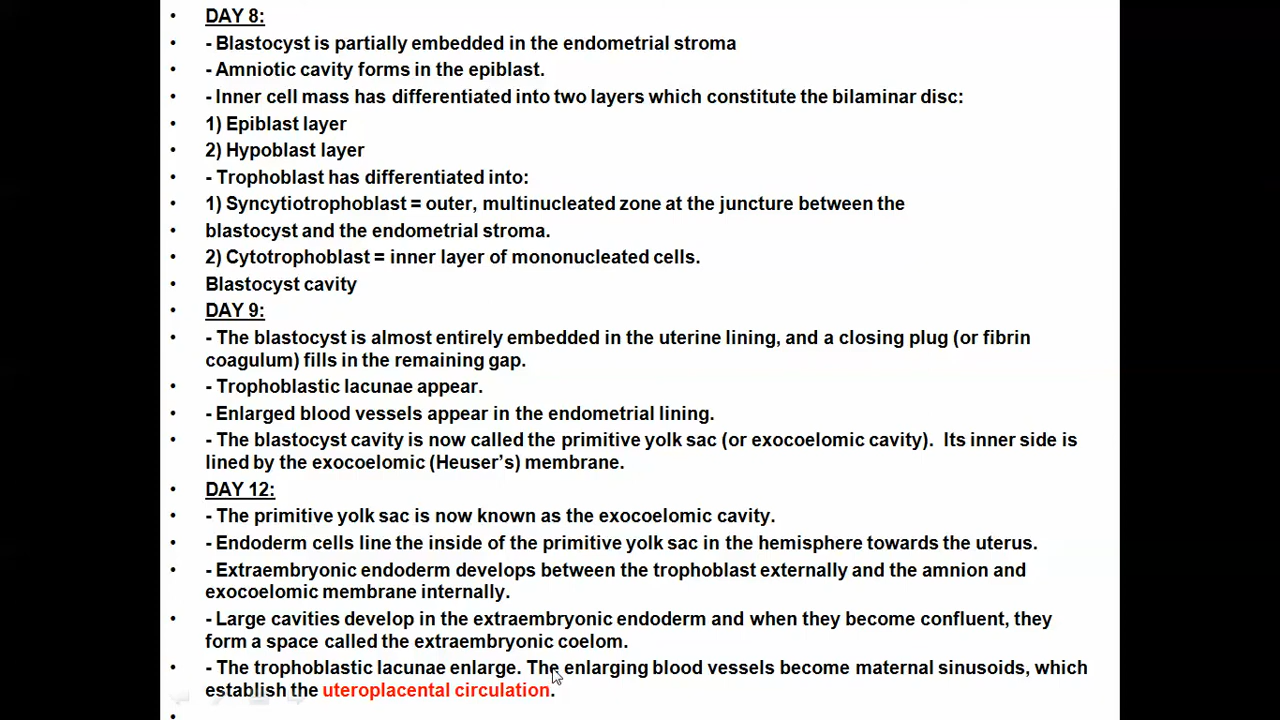 • DAY 8:
• - Blastocyst is partially embedded in the endometrial stroma
• - Amniotic cavity forms in the epiblast.
• - Inner cell mass has differentiated into two layers which constitute the bilaminar disc:
• 1) Epiblast layer
• 2) Hypoblast layer
• - Trophoblast has differentiated into:
• 1) Syncytiotrophoblast = outer, multinucleated zone at the juncture between the
• blastocyst and the endometrial stroma.
• 2) Cytotrophoblast = inner layer of mononucleated cells.
• Blastocyst cavity
• DAY 9:
• - The blastocyst is almost entirely embedded in the uterine lining, and a closing plug (or fibrin
coagulum) fills in the remaining gap.
• - Trophoblastic lacunae appear.
• - Enlarged blood vessels appear in the endometrial lining.
• - The blastocyst cavity is now called the primitive yolk sac (or exocoelomic cavity).  Its inner side is
lined by the exocoelomic (Heuser’s) membrane.
• DAY 12:
• - The primitive yolk sac is now known as the exocoelomic cavity.
• - Endoderm cells line the inside of the primitive yolk sac in the hemisphere towards the uterus.
• - Extraembryonic endoderm develops between the trophoblast externally and the amnion and
exocoelomic membrane internally.
• - Large cavities develop in the extraembryonic endoderm and when they become confluent, they
form a space called the extraembryonic coelom.
• - The trophoblastic lacunae enlarge. The enlarging blood vessels become maternal sinusoids, which
establish the uteroplacental circulation.
•